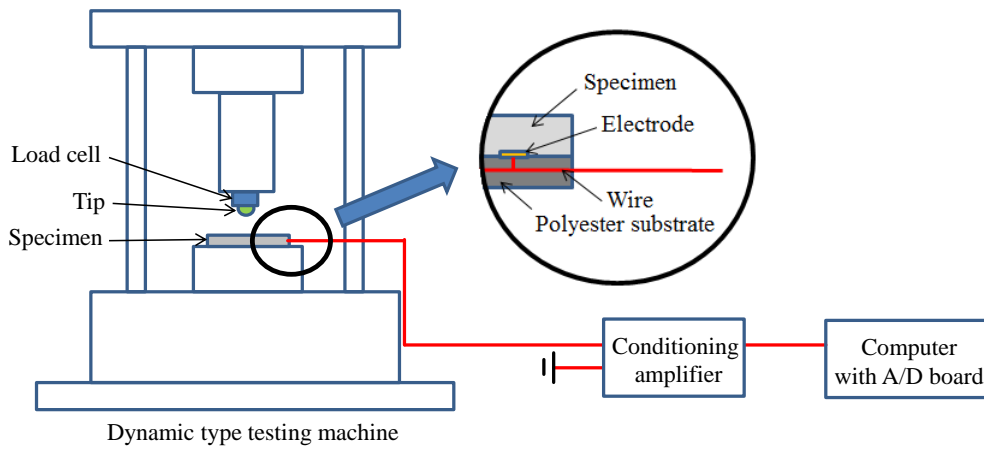 Load cell
Tip
Specimen
Specimen
Electrode
Wire
Polyester substrate
Conditioning
amplifier
Computer
with A/D board
Dynamic type testing machine